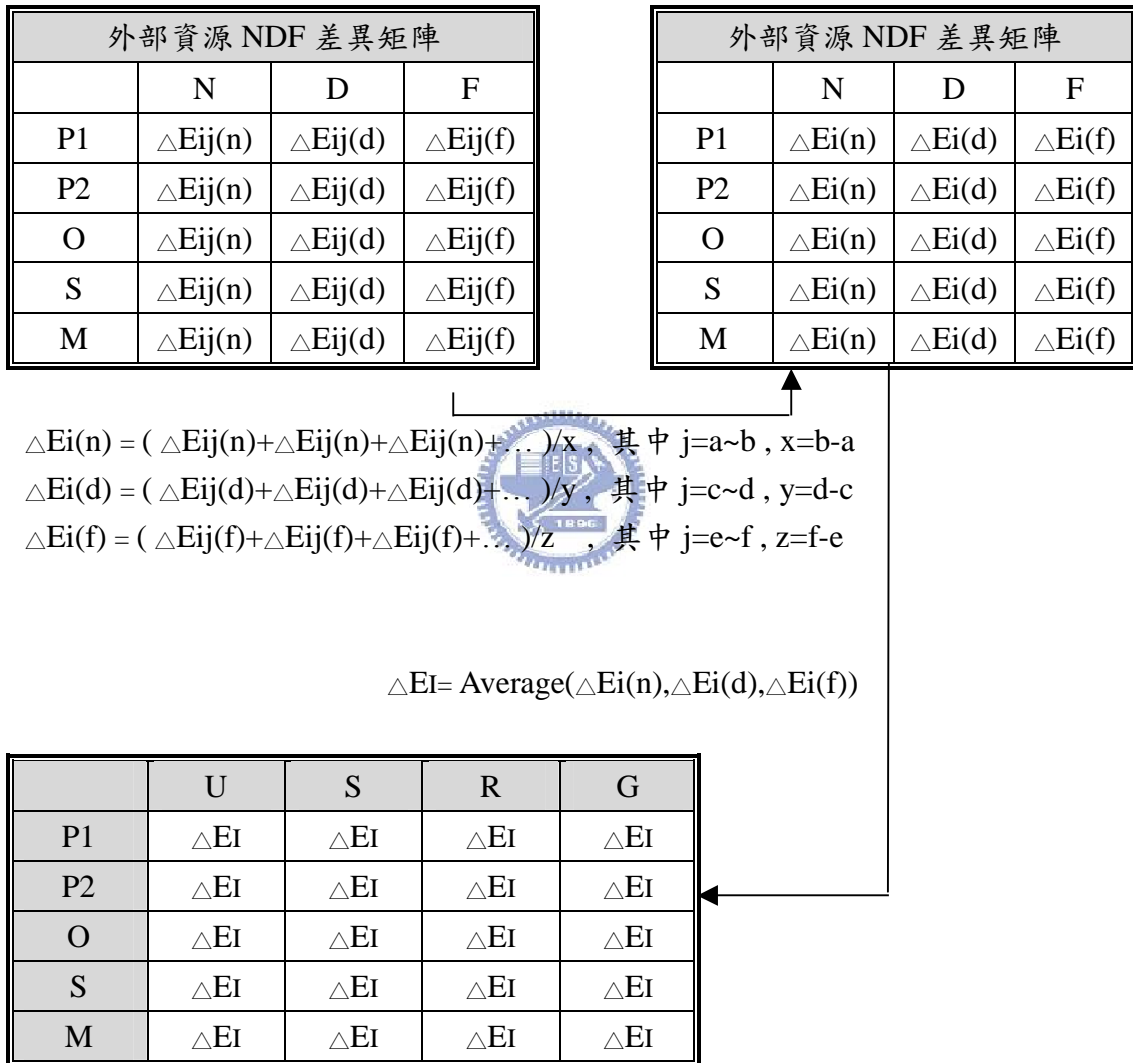 外部資源 NDF 差異矩陣
N D F
P1 △Eij(n) △Eij(d) △Eij(f)
P2 △Eij(n) △Eij(d) △Eij(f)
O △Eij(n) △Eij(d) △Eij(f)
S △Eij(n) △Eij(d) △Eij(f)
M △Eij(n) △Eij(d) △Eij(f)
外部資源 NDF 差異矩陣
N D F
P1 △Ei(n) △Ei(d) △Ei(f)
P2 △Ei(n) △Ei(d) △Ei(f)
O △Ei(n) △Ei(d) △Ei(f)
S △Ei(n) △Ei(d) △Ei(f)
M △Ei(n) △Ei(d) △Ei(f)
△Ei(n) = ( △Eij(n)+△Eij(n)+△Eij(n)+… )/x , 其中 j=a~b , x=b-a
△Ei(d) = ( △Eij(d)+△Eij(d)+△Eij(d)+… )/y , 其中 j=c~d , y=d-c
△Ei(f) = ( △Eij(f)+△Eij(f)+△Eij(f)+… )/z , 其中 j=e~f , z=f-e
1896
△EI= Average(△Ei(n),△Ei(d),△Ei(f))
U S R G
P1 △EI △EI △EI △EI
P2 △EI △EI △EI △EI
O △EI △EI △EI △EI
S △EI △EI △EI △EI
M △EI △EI △EI △EI